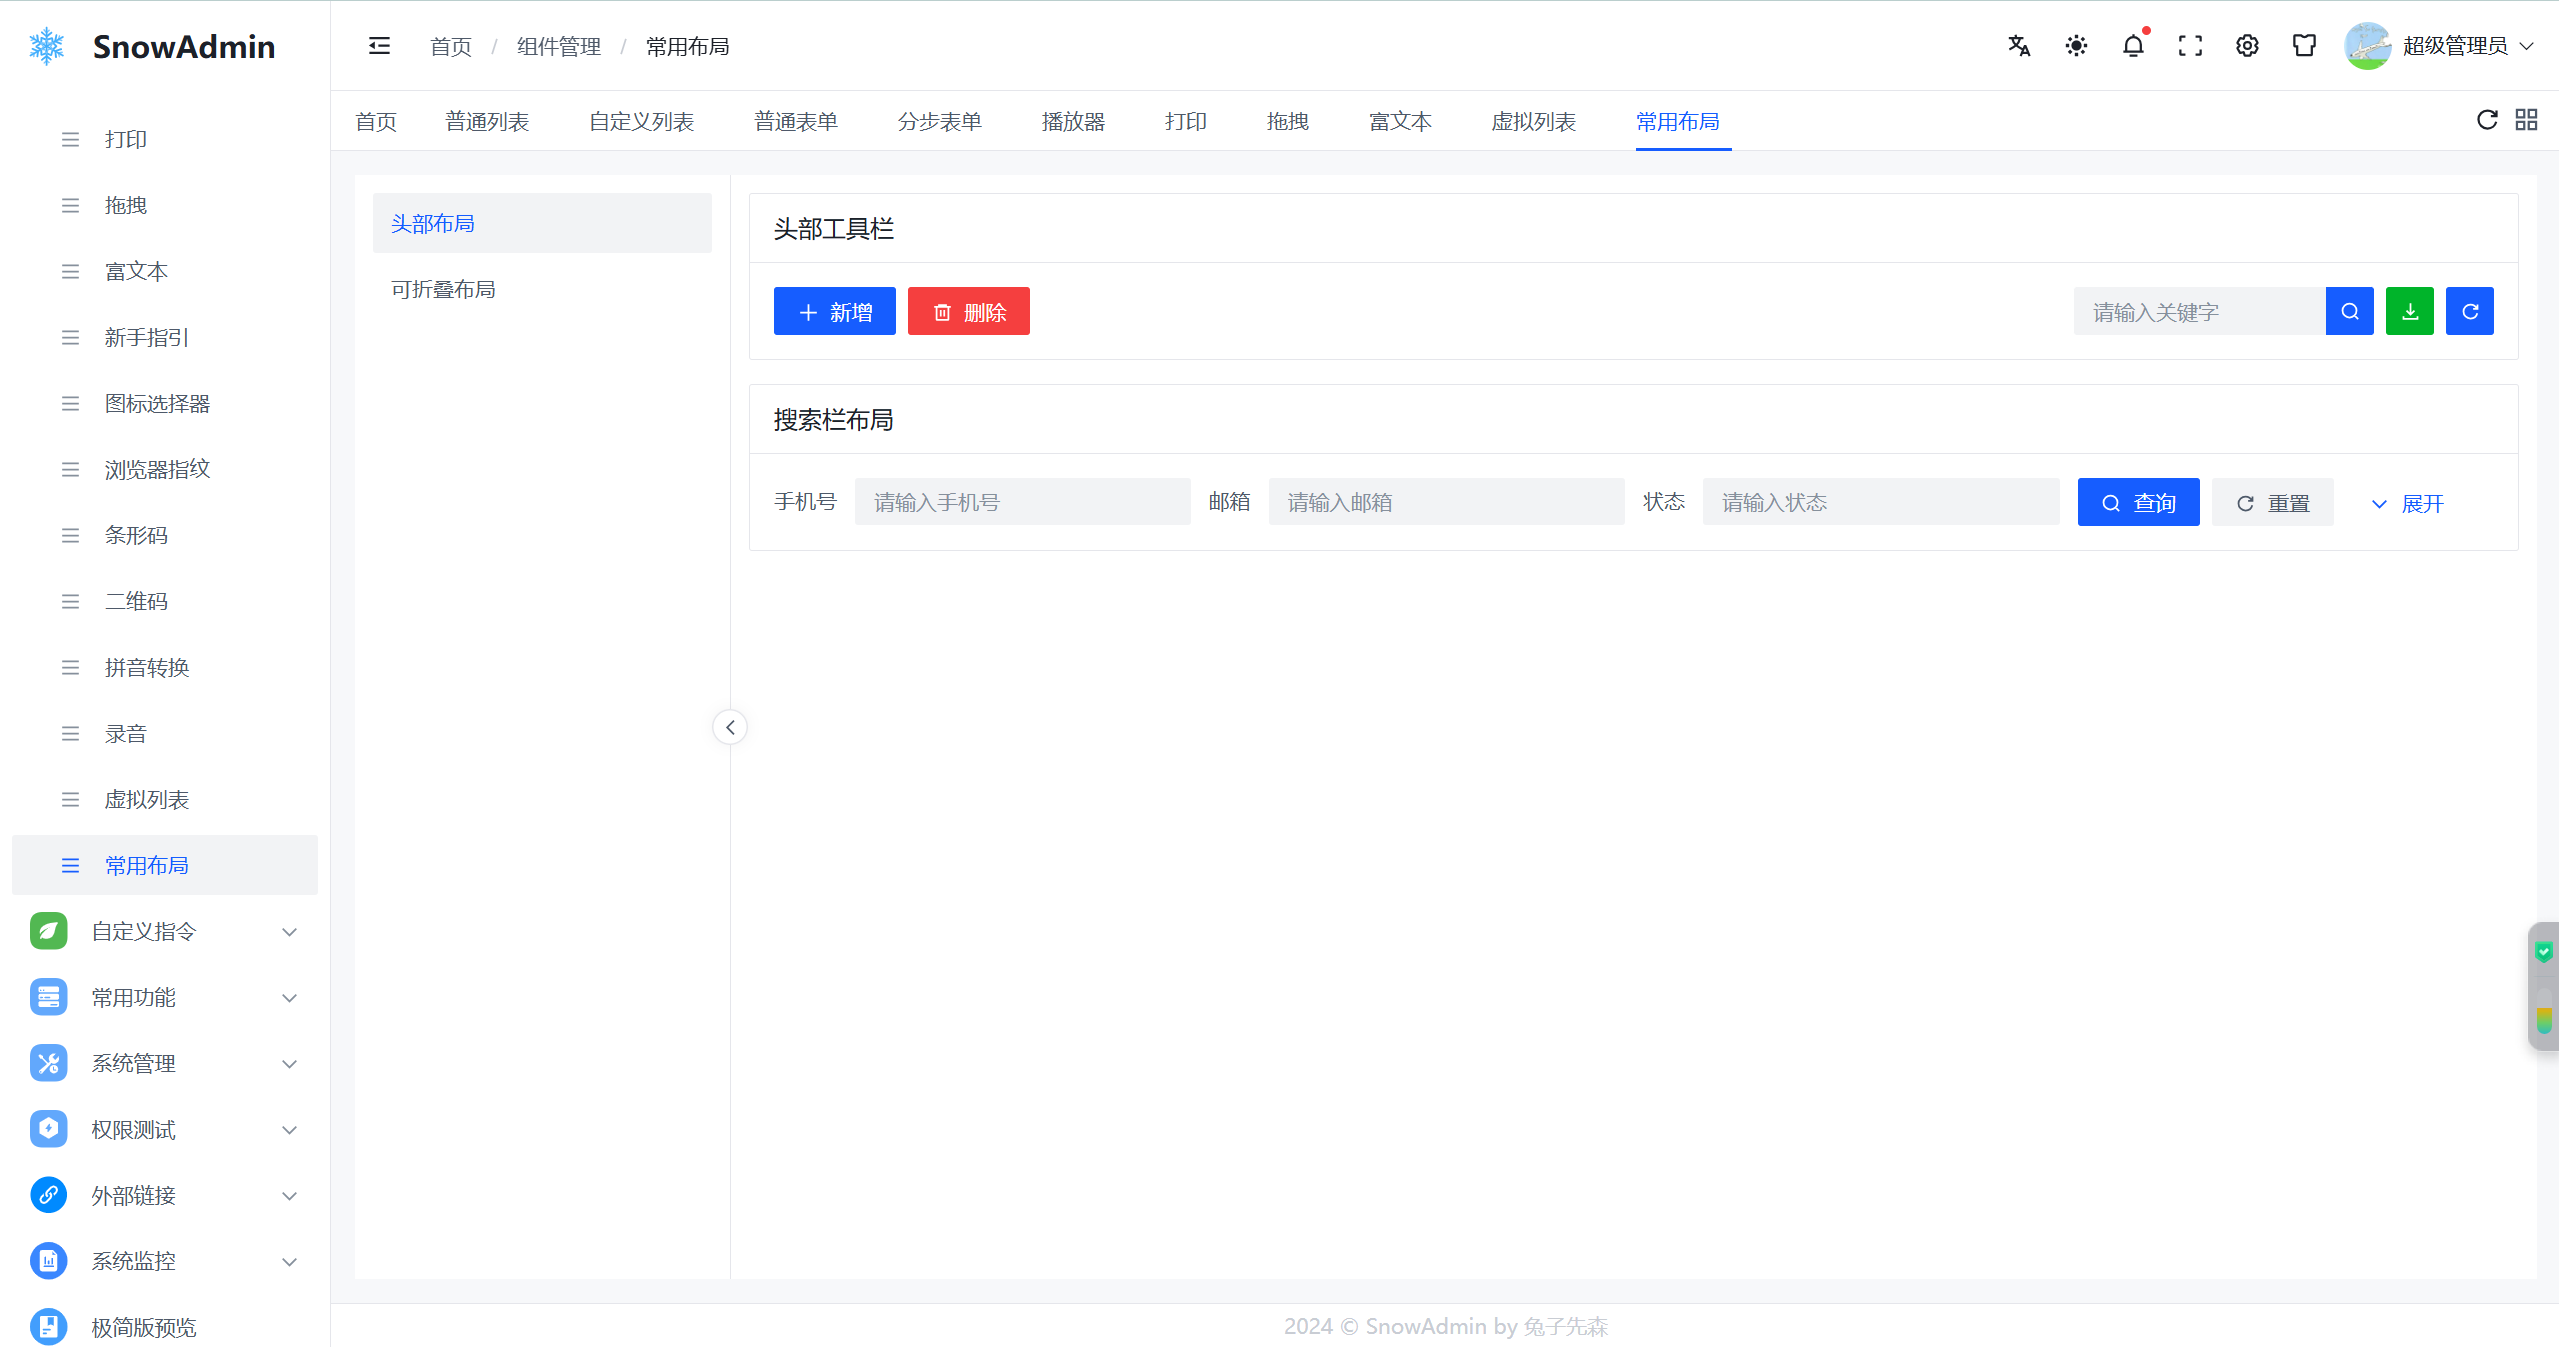 SnowAdmin
首页 / 组件管理 / 常用布局
超级管理员
首页 普通列表 自定义列表 普通表单 分步表单 播放器 打印 拖拽 富文本 虚拟列表 常用布局
打印
拖拽
富文本
新手指引
图标选择器
浏览器指纹
条形码
二维码
拼音转换
录音
虚拟列表
常用布局
自定义指令
常用功能
系统管理
权限测试
外部链接
系统监控
极简版预览
头部布局
可折叠布局
头部工具栏
新增 删除 请输入关键字
搜索栏布局
手机号 请输入手机号 邮箱 请输入邮箱 状态 请输入状态 查询 重置 展开
2024 © SnowAdmin by 兔子先森